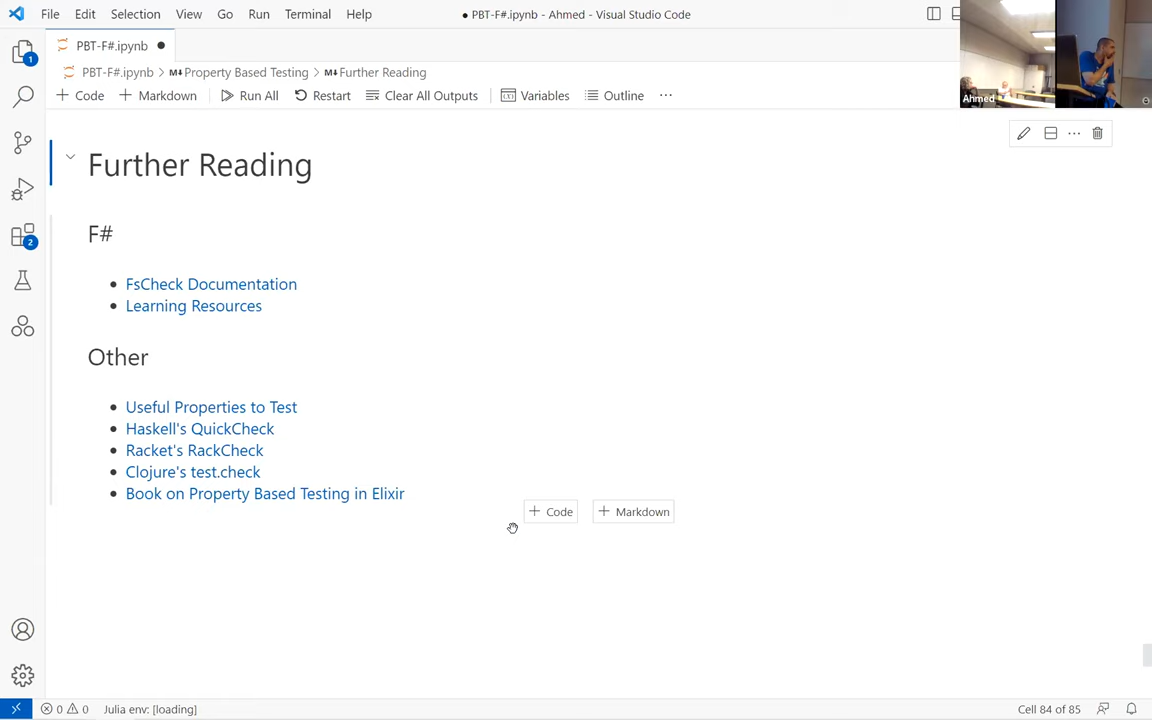 File Edit Selection View Go Run Terminal Help
● PBT-F#.ipynb - Ahmed - Visual Studio Code
PBT-F#.ipynb ●
PBT-F#.ipynb > M↓Property Based Testing > M↓Further Reading
+ Code + Markdown Run All Restart Clear All Outputs Variables Outline ...
Ahmed
Further Reading
F#
• FsCheck Documentation
• Learning Resources
Other
• Useful Properties to Test
• Haskell's QuickCheck
• Racket's RackCheck
• Clojure's test.check
• Book on Property Based Testing in Elixir
+ Code + Markdown
1
2
0 0 Julia env: [loading]
Cell 84 of 85